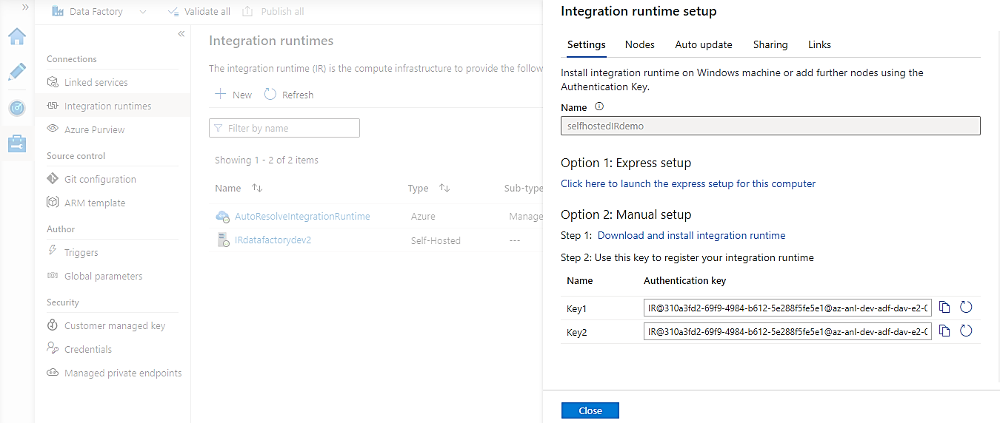 Data Factory
Validate all
Publish all
Connections
Linked services
Integration runtimes
Azure Purview
Source control
Git configuration
ARM template
Author
Triggers
Global parameters
Security
Customer managed key
Credentials
Managed private endpoints
Integration runtimes
The integration runtime (IR) is the compute infrastructure to provide the follow
New
Refresh
Filter by name
Showing 1 - 2 of 2 items
Name Type Sub-type
AutoResolveIntegrationRuntime Azure Manage
IRdatafactorydev2 Self-Hosted ---
Integration runtime setup
Settings Nodes Auto update Sharing Links
Install integration runtime on Windows machine or add further nodes using the
Authentication Key.
Name
selfhostedIRdemo
Option 1: Express setup
Click here to launch the express setup for this computer
Option 2: Manual setup
Step 1: Download and install integration runtime
Step 2: Use this key to register your integration runtime
Name Authentication key
Key1 IR@310a3fd2-69f9-4984-b612-5e288f5fe5e1@az-anl-dev-adf-dav-e2-0
Key2 IR@310a3fd2-69f9-4984-b612-5e288f5fe5e1@az-anl-dev-adf-dav-e2-0
Close